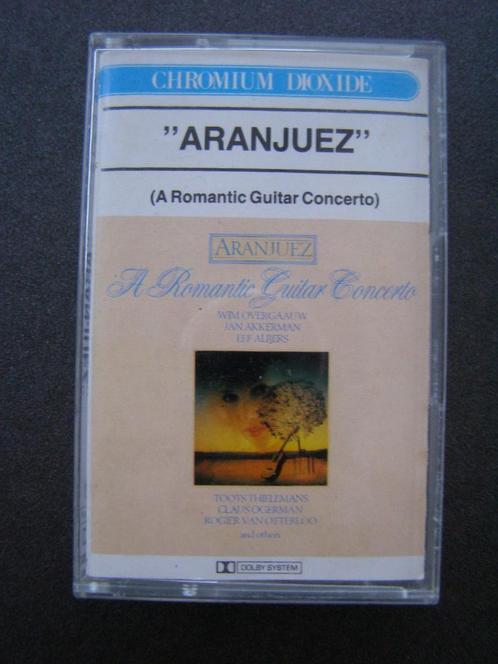 CHROMIUM DIOXIDE
"ARANJUEZ"
(A Romantic Guitar Concerto)
ARANJUEZ
A Romantic Guitar Concerto
WIM OVERGAAUW
JAN AKKERMAN
EEF ALBERS
TOOTS THIELEMANS
CLAUS OGERMAN
ROGIER VAN OTTERLOO
and others
DOLBY SYSTEM